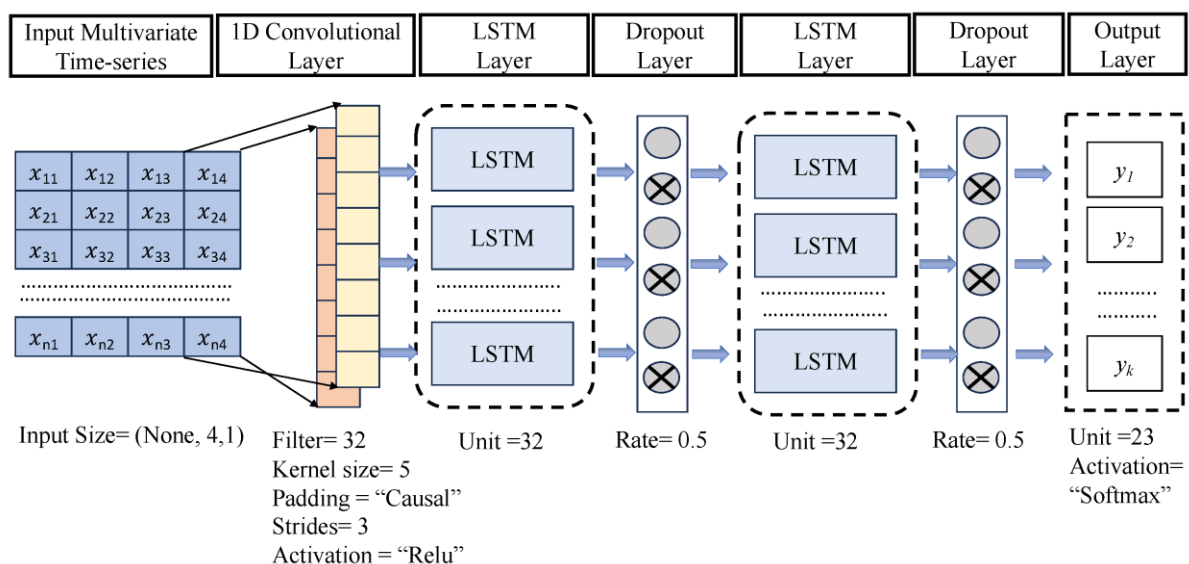 Input Multivariate
Time-series
1D Convolutional
Layer
LSTM
Layer
Dropout
Layer
LSTM
Layer
Dropout
Layer
Output
Layer
x11 x12 x13 x14
x21 x22 x23 x24
x31 x32 x33 x34
xn1 xn2 xn3 xn4
LSTM
LSTM
LSTM
LSTM
LSTM
LSTM
y1
y2
yk
Input Size= (None, 4,1)
Filter= 32
Kernel size= 5
Padding = “Causal”
Strides= 3
Activation = “Relu”
Unit =32
Rate= 0.5
Unit =32
Rate= 0.5
Unit =23
Activation=
“Softmax”